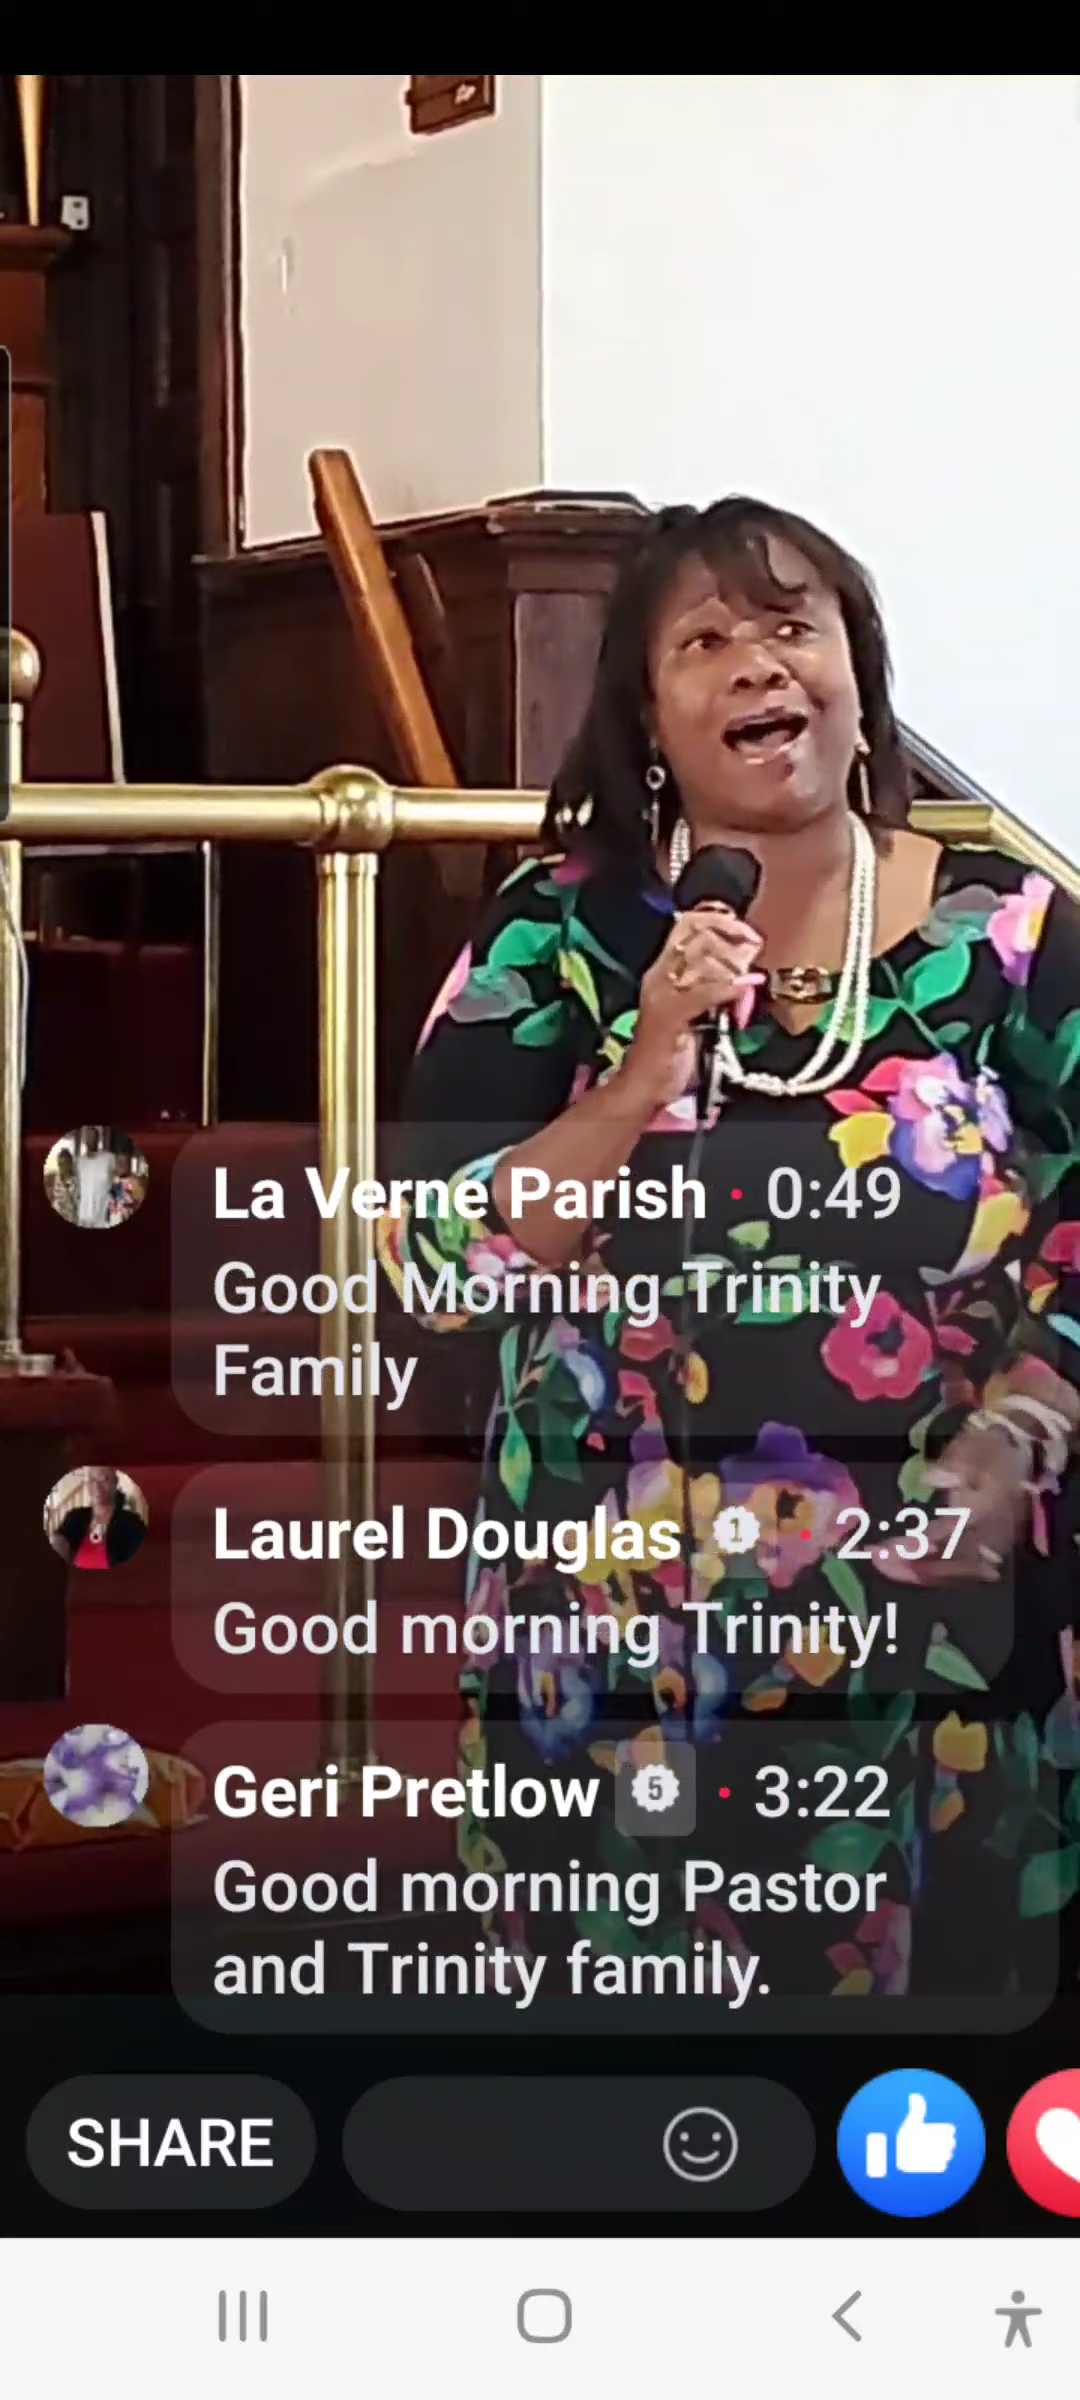 La Verne Parish • 0:49
Good Morning Trinity
Family
Laurel Douglas 1 • 2:37
Good morning Trinity!
Geri Pretlow 5 • 3:22
Good morning Pastor
and Trinity family.
SHARE